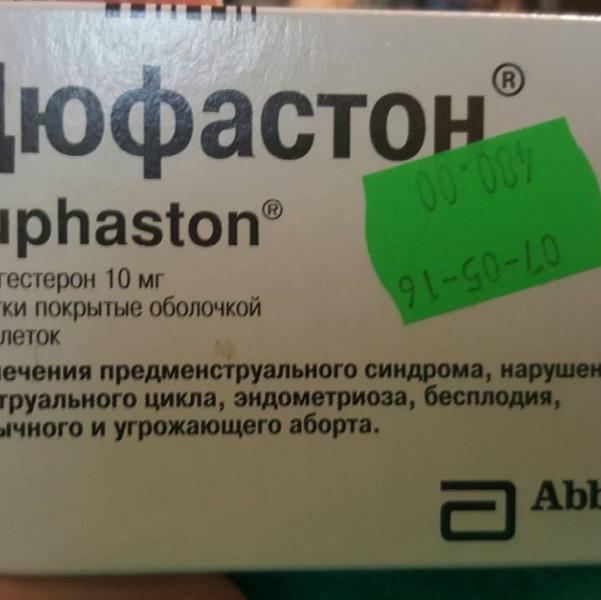 Дюфастон®
uphaston®
гестерон 10 мг
тки покрытые оболочкой
леток
лечения предменструального синдрома, нарушен
труального цикла, эндометриоза, бесплодия,
ычного и угрожающего аборта.
480.00
07-05-16
Abb